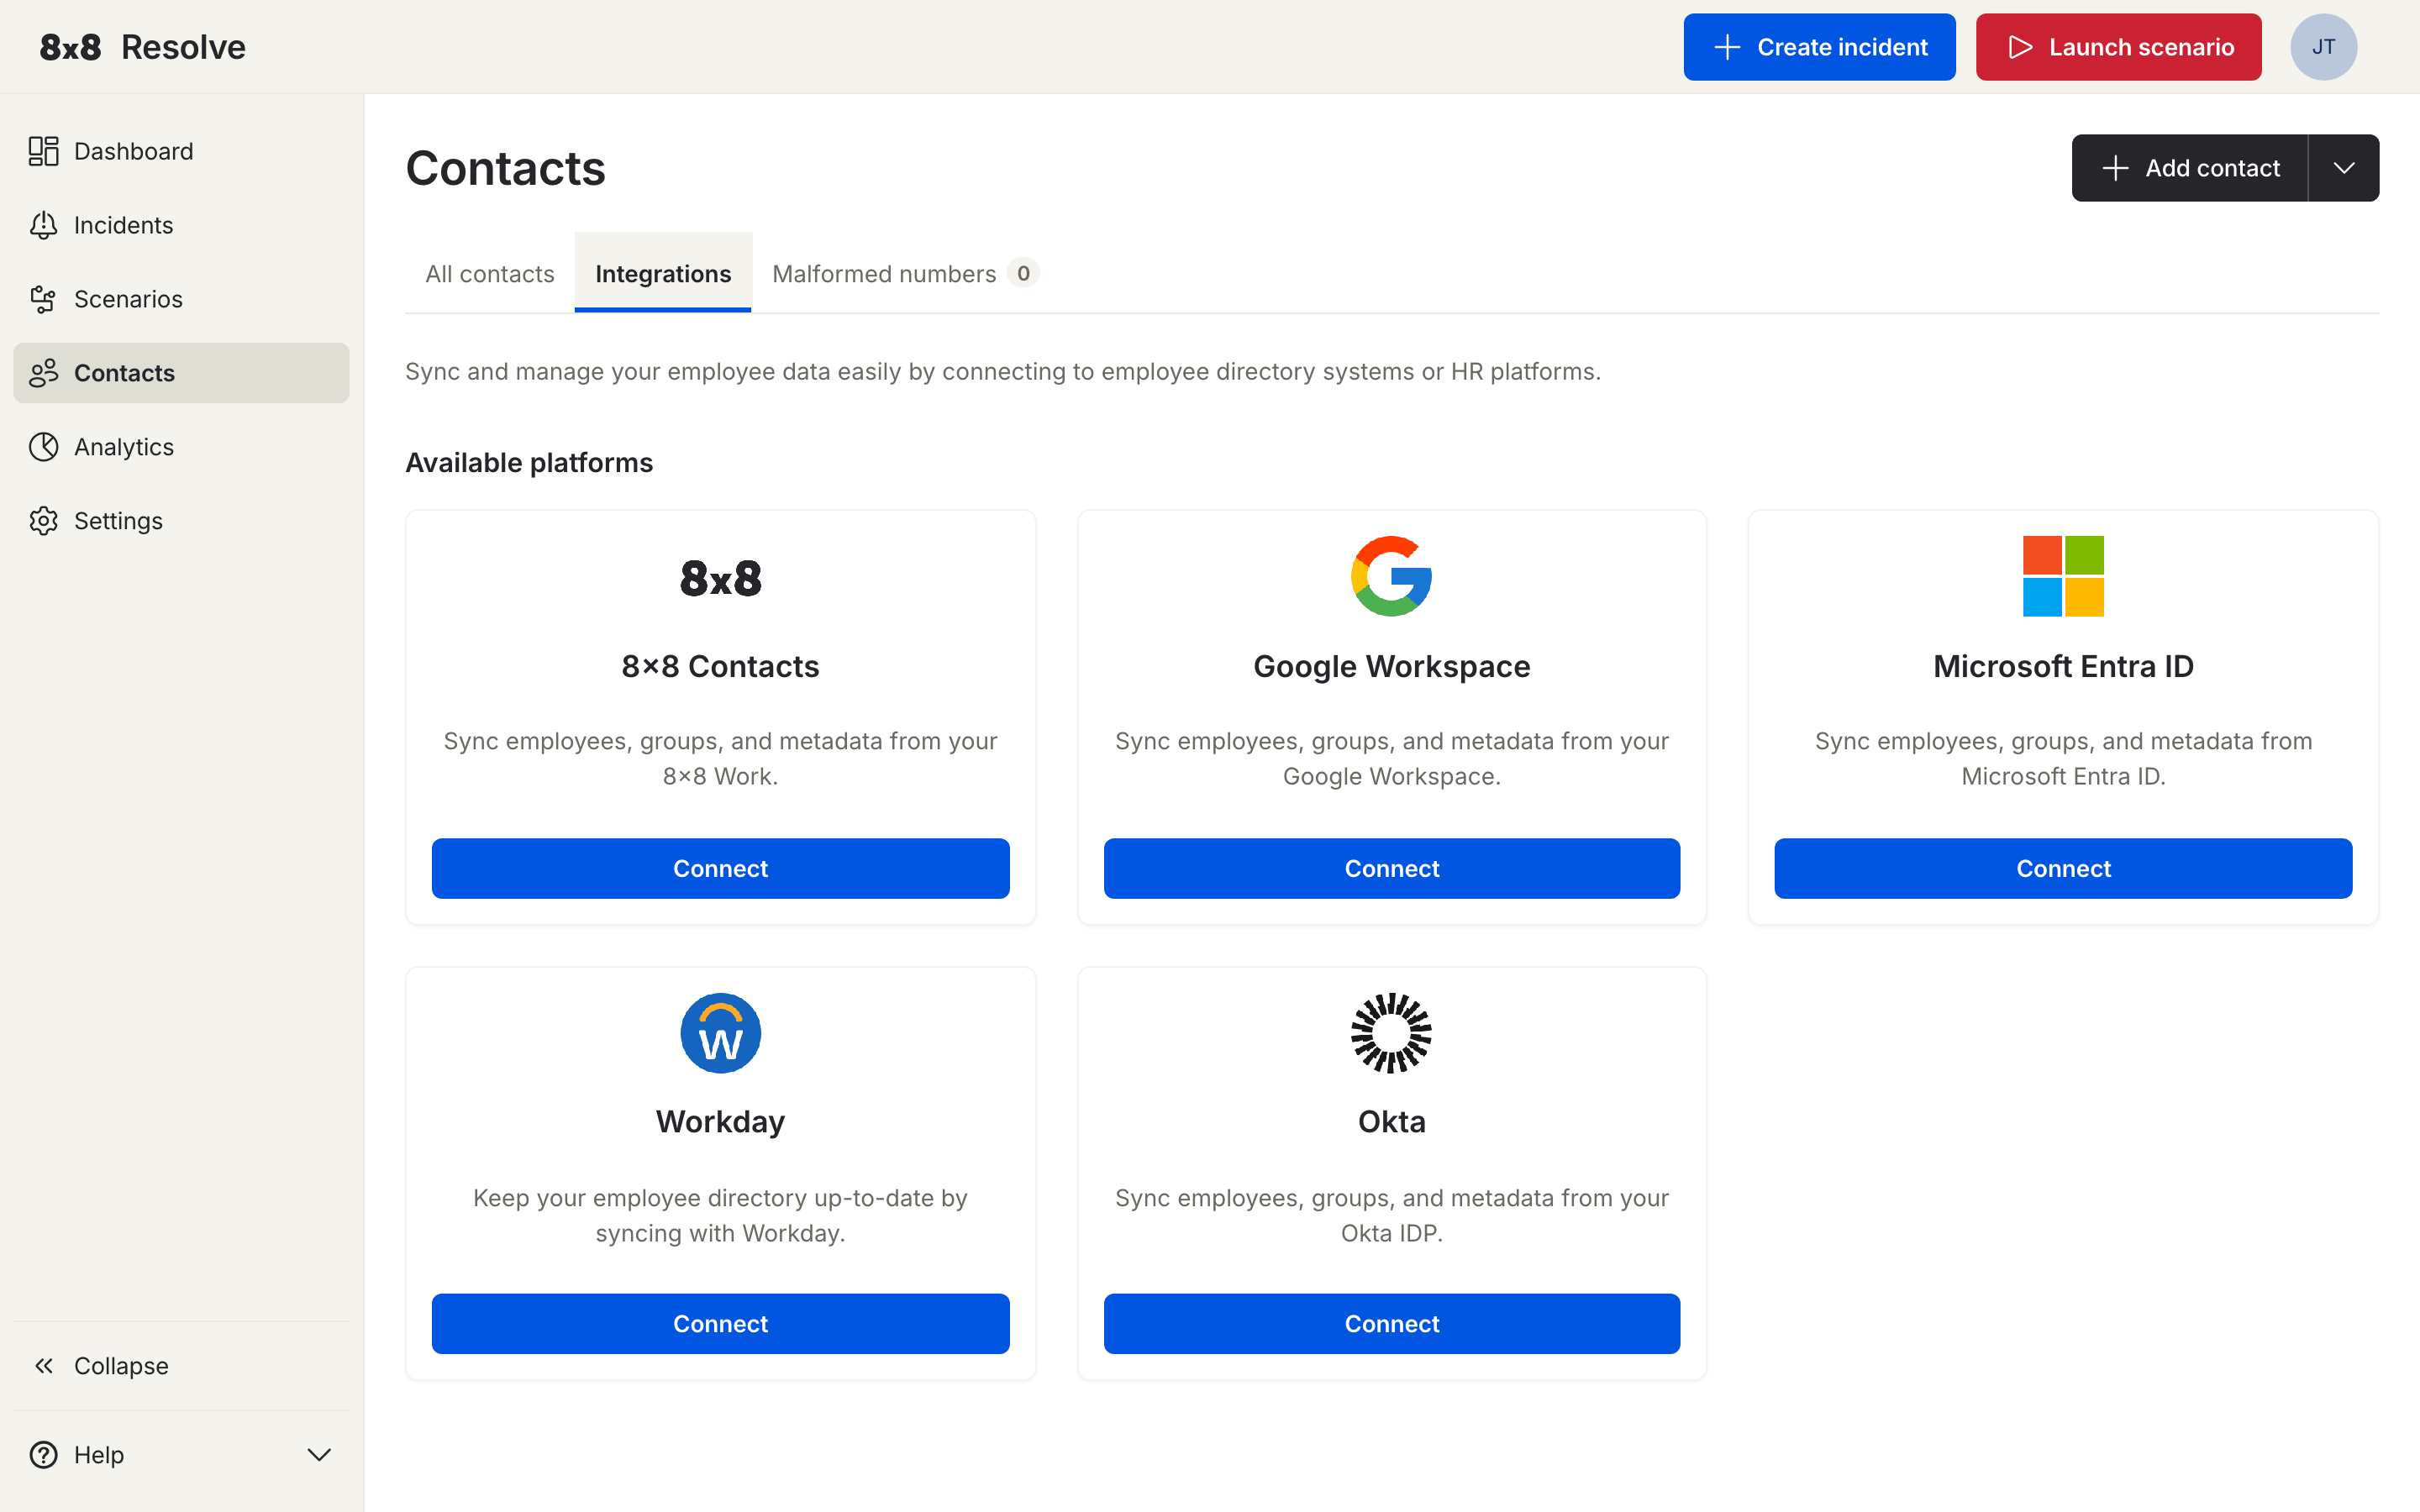 8x8 Resolve
Create incident
Launch scenario
JT
Dashboard
Incidents
Scenarios
Contacts
Analytics
Settings
Collapse
Help
Contacts
Add contact
All contacts
Integrations
Malformed numbers 0
Sync and manage your employee data easily by connecting to employee directory systems or HR platforms.
Available platforms
8x8
8×8 Contacts
Sync employees, groups, and metadata from your
8×8 Work.
Connect
Google Workspace
Sync employees, groups, and metadata from your
Google Workspace.
Connect
Microsoft Entra ID
Sync employees, groups, and metadata from
Microsoft Entra ID.
Connect
W
Workday
Keep your employee directory up-to-date by
syncing with Workday.
Connect
Okta
Sync employees, groups, and metadata from your
Okta IDP.
Connect